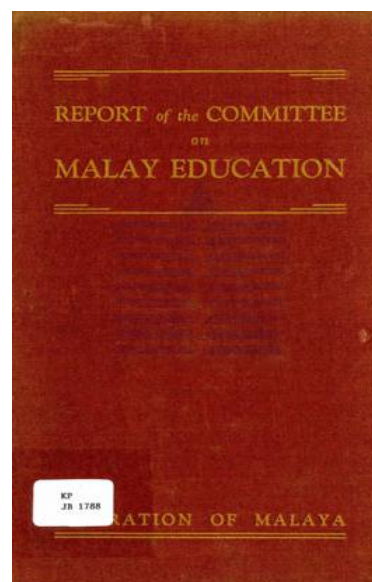 REPORT of the COMMITTEE
on
MALAY EDUCATION
KP
JB 1788
RATION OF MALAYA